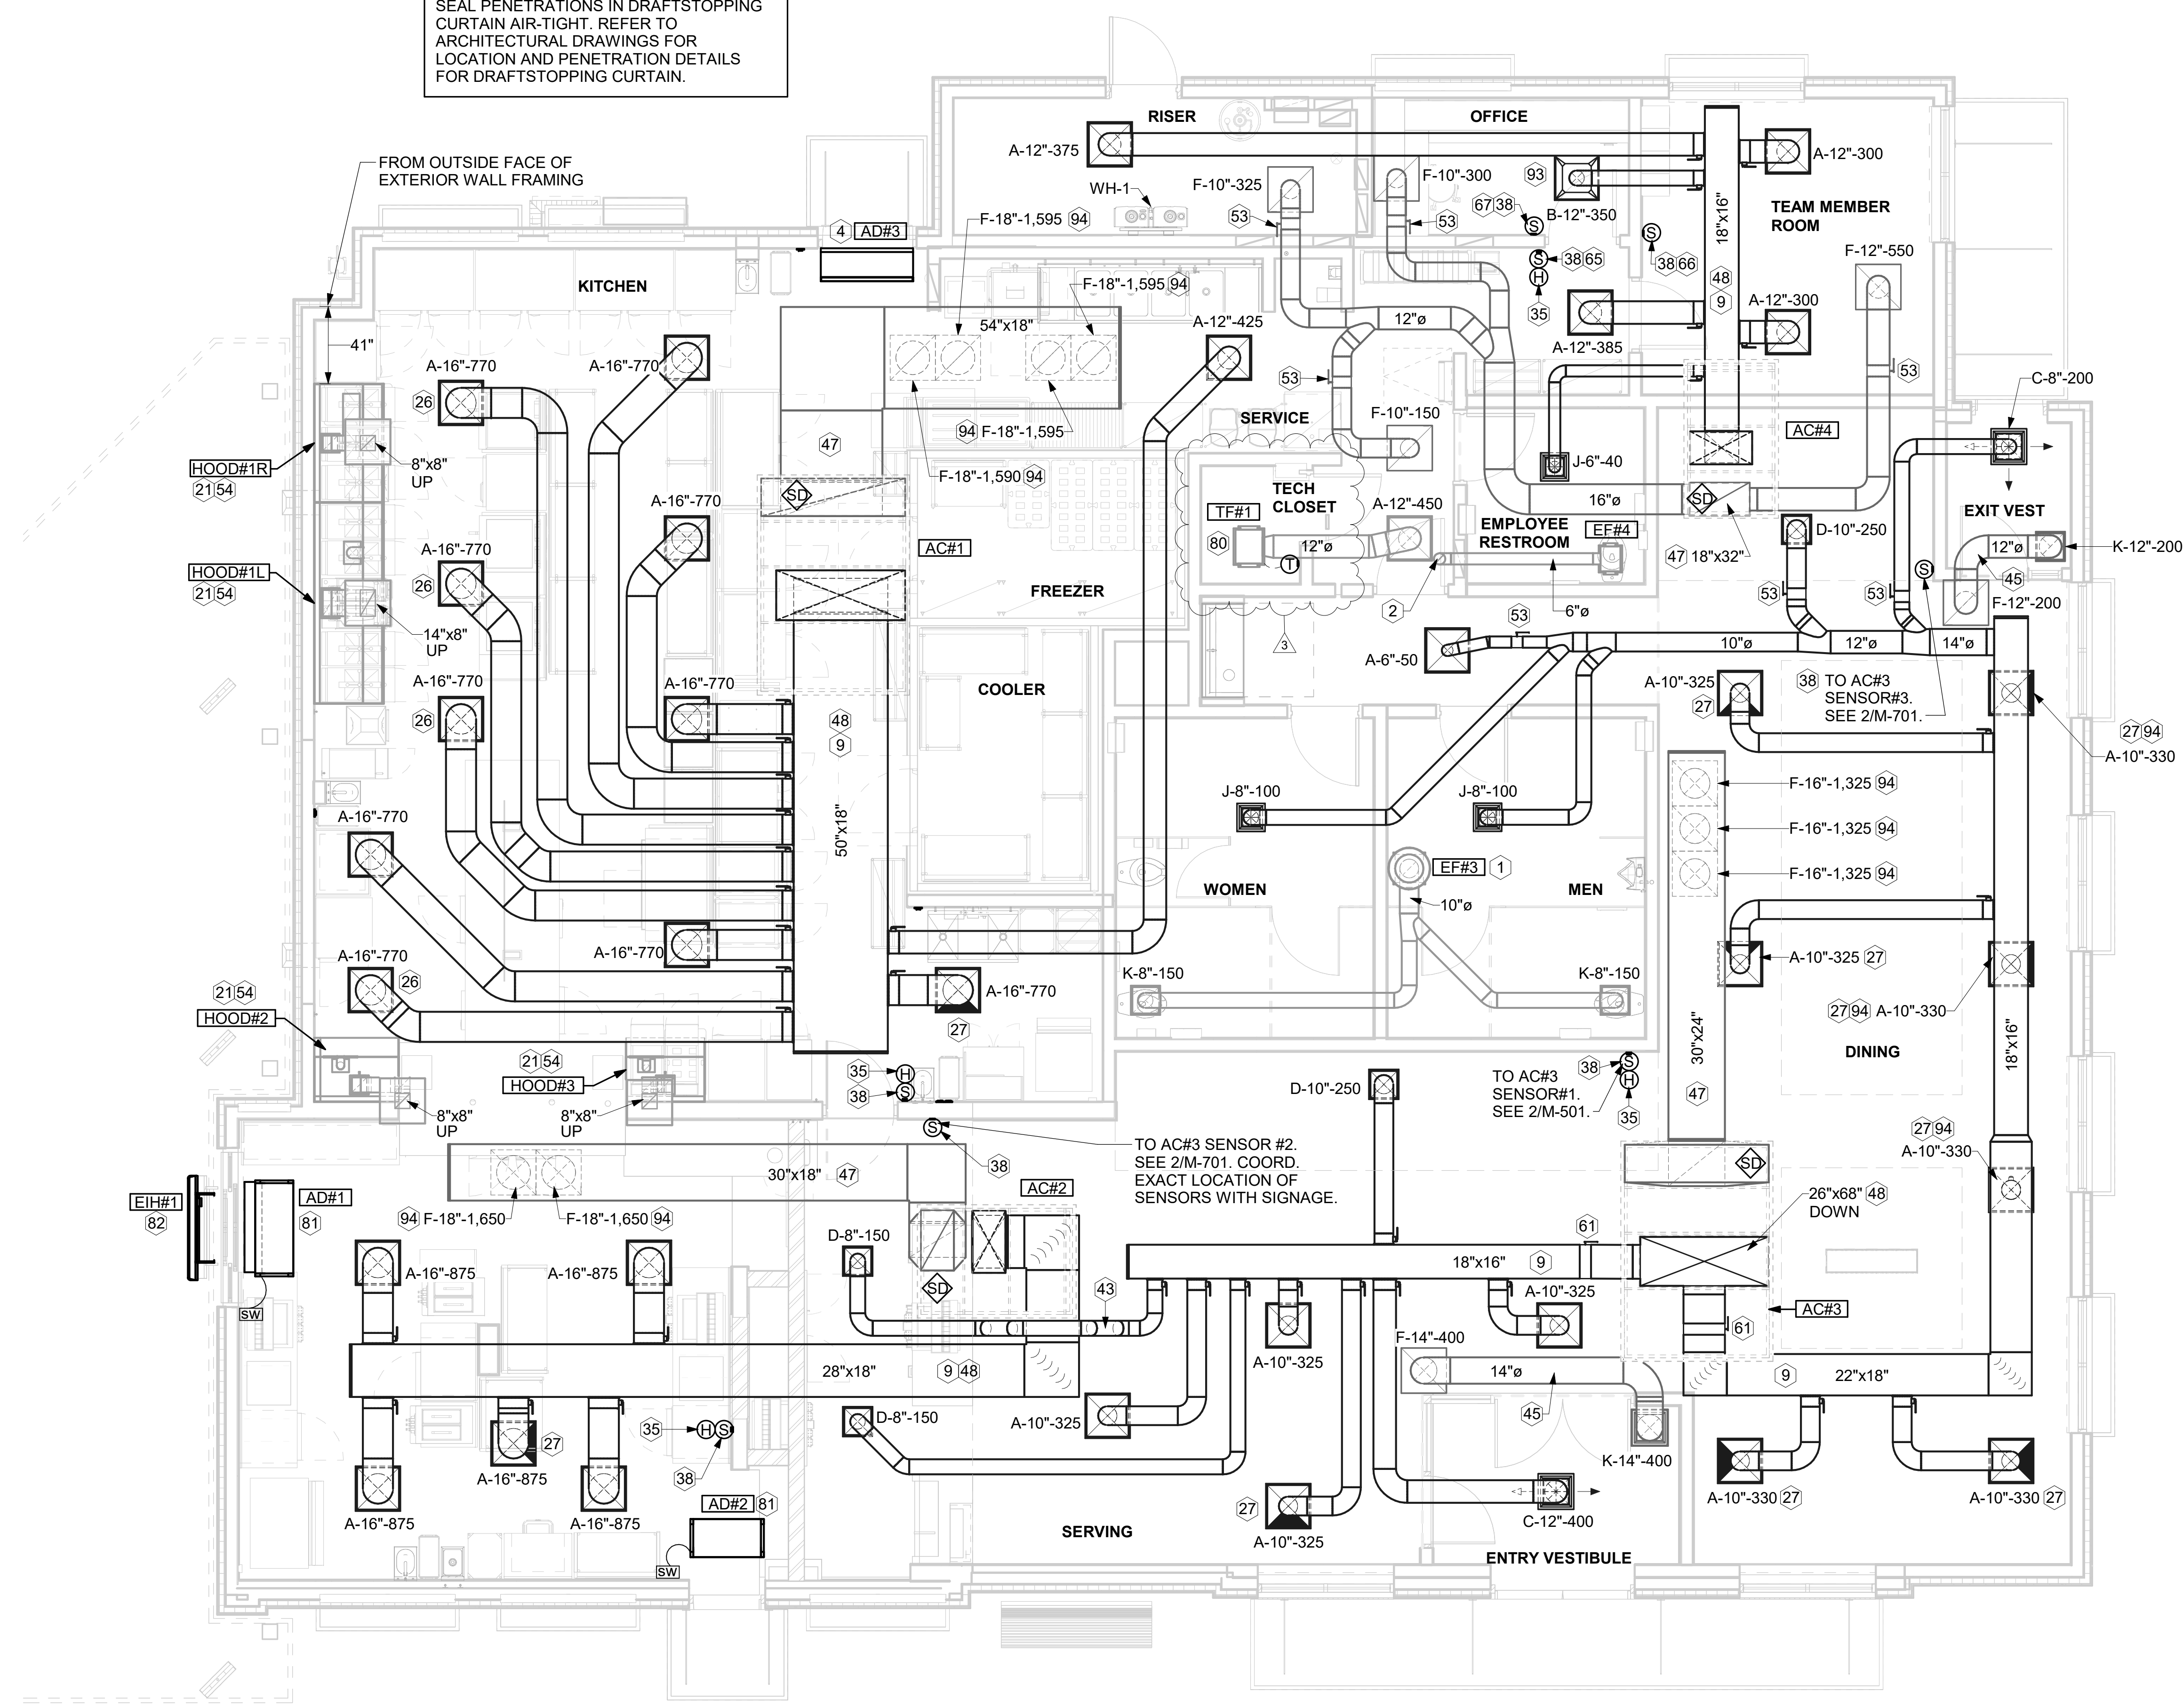 SEAL PENETRATIONS IN DRAFTSTOPPING
CURTAIN AIR-TIGHT. REFER TO
ARCHITECTURAL DRAWINGS FOR
LOCATION AND PENETRATION DETAILS
FOR DRAFTSTOPPING CURTAIN.
FROM OUTSIDE FACE OF
EXTERIOR WALL FRAMING
41"
KITCHEN
4 AD#3
RISER
A-12"-375
WH-1
F-10"-325
53
OFFICE
F-10"-300
53
93
B-12"-350
67 38
S
S
H
38 65
35
S
38 66
18"X16"
48
9
A-12"-300
TEAM MEMBER
ROOM
F-12"-550
A-12"-300
A-12"-385
53
F-18"-1,595 94
F-18"-1,595 94
54"x18"
94 F-18"-1,595
F-18"-1,590 94
47
A-12"-425
12"ø
53
SERVICE
F-10"-150
J-6"-40
16"ø
SD
47 18"x32"
AC#4
C-8"-200
EXIT VEST
12"ø
K-12"-200
45
F-12"-200
D-10"-250
53
53
S
A-16"-770
26
A-16"-770
A-16"-770
A-16"-770
26
A-16"-770
26
A-16"-770
A-16"-770
A-16"-770
26
A-16"-770
A-16"-770
27
HOOD#1R
21 54
8"x8"
UP
HOOD#1L
21 54
14"x8"
UP
21 54
HOOD#2
8"x8"
UP
21 54
HOOD#3
8"x8"
UP
SD
AC#1
48
9
50"x18"
FREEZER
COOLER
TECH
CLOSET
TF#1
80
12"ø
T
A-12"-450
3
2
EMPLOYEE
RESTROOM
EF#4
6"ø
53
A-6"-50
10"ø
12"ø
14"ø
38 TO AC#3
SENSOR#3.
SEE 2/M-701.
A-10"-325
27
27 94
A-10"-330
F-16"-1,325 94
F-16"-1,325 94
F-16"-1,325 94
J-8"-100
J-8"-100
WOMEN
EF#3 1
MEN
10"ø
K-8"-150
K-8"-150
A-10"-325 27
27 94 A-10"-330
DINING
30"x24"
47
18"x16"
35
H
S
38
TO AC#3
SENSOR#1.
SEE 2/M-501.
38
S
H
35
D-10"-250
S
38
TO AC#3 SENSOR #2.
SEE 2/M-701. COORD.
EXACT LOCATION OF
SENSORS WITH SIGNAGE.
27 94
A-10"-330
SD
26"x68" 48
DOWN
30"x18" 47
94 F-18"-1,650
F-18"-1,650 94
AC#2
SD
EIH#1
82
AD#1
81
SW
A-16"-875
A-16"-875
D-8"-150
43
18"x16" 9
61
A-10"-325
A-10"-325
F-14"-400
14"ø
45
K-14"-400
AC#3
61
9 22"x18"
28"x18" 9 48
A-16"-875
27
A-16"-875
A-16"-875
35 H S
38
AD#2 81
SW
D-8"-150
A-10"-325
SERVING
27
A-10"-325
C-12"-400
ENTRY VESTIBULE
A-10"-330 27
A-10"-330 27